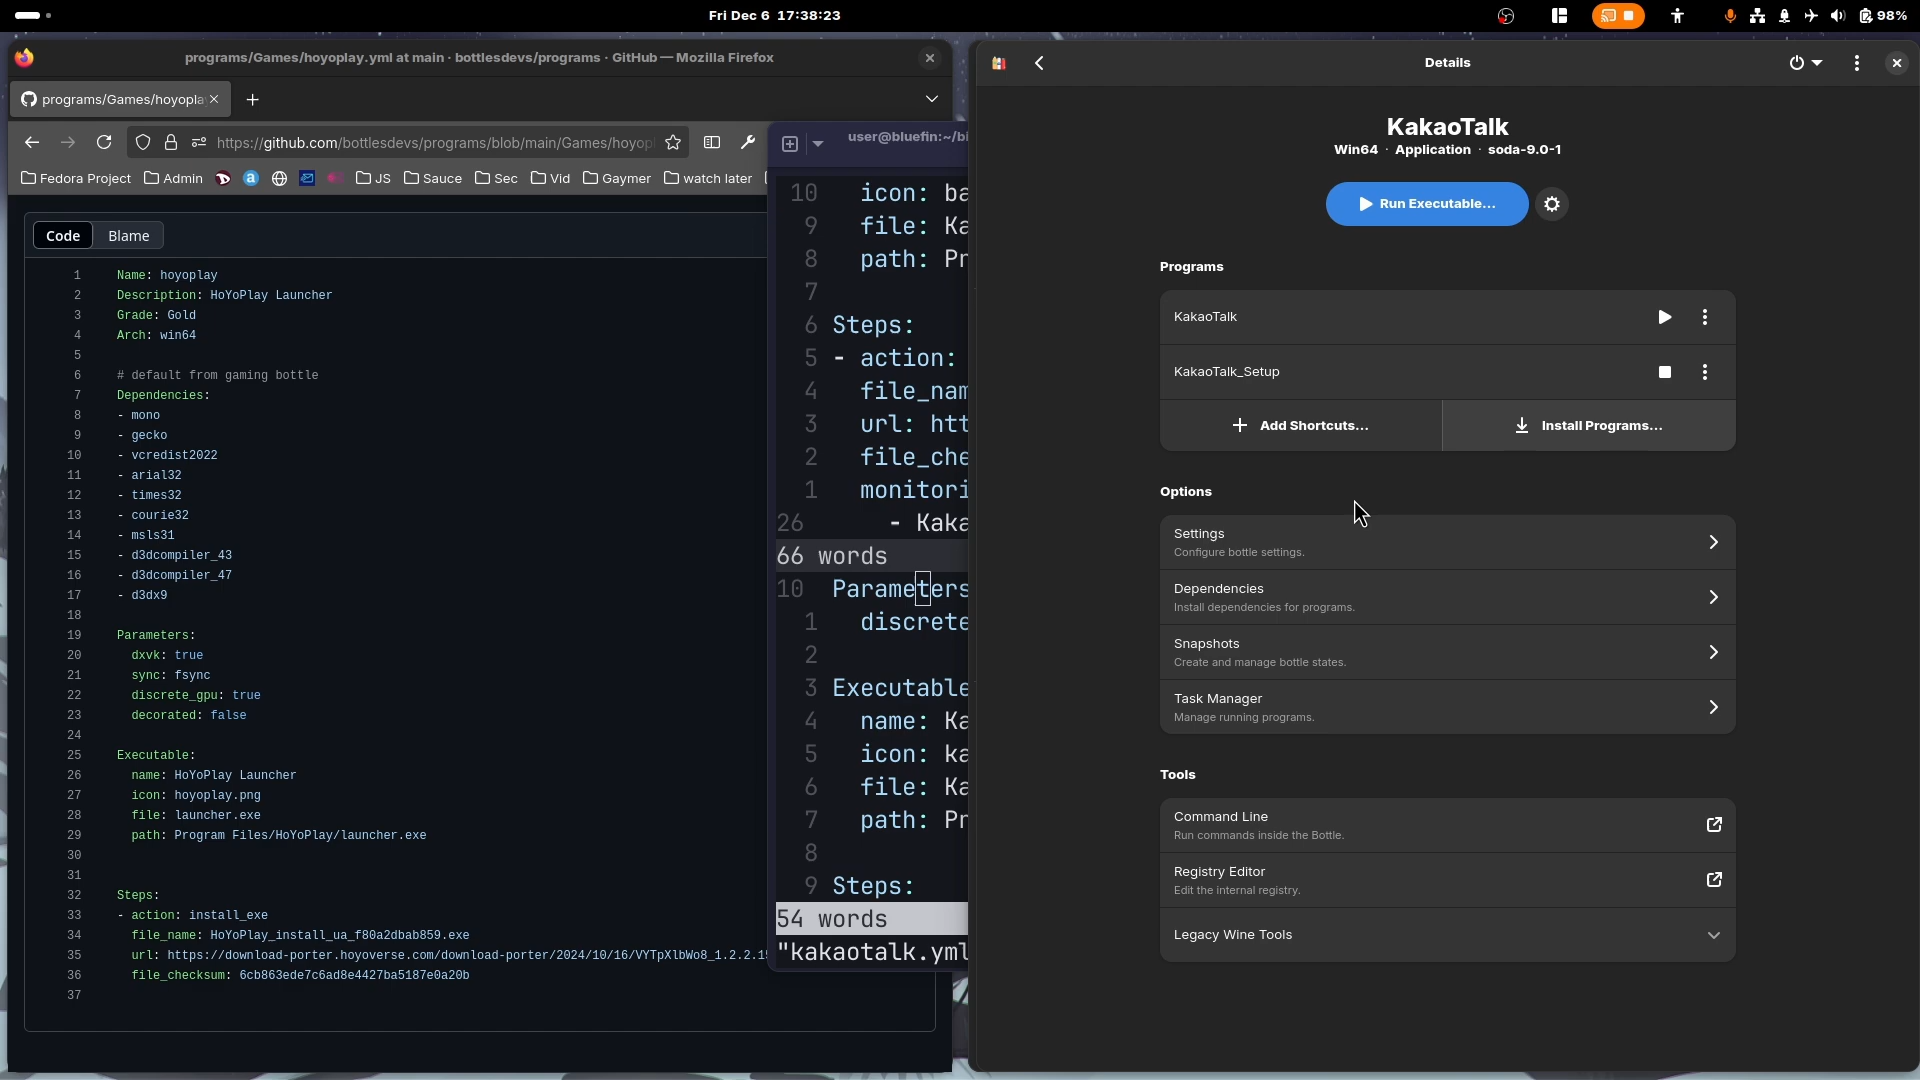 Fri Dec 6 17:38:23
98%
programs/Games/hoyoplay.yml at main · bottlesdevs/programs · GitHub — Mozilla Firefox
programs/Games/hoyopla
https://github.com/bottlesdevs/programs/blob/main/Games/hoyop
Fedora Project
Admin
JS
Sauce
Sec
Vid
Gaymer
watch later
Code
Blame
1 Name: hoyoplay
2 Description: HoYoPlay Launcher
3 Grade: Gold
4 Arch: win64
5
6 # default from gaming bottle
7 Dependencies:
8 - mono
9 - gecko
10 - vcredist2022
11 - arial32
12 - times32
13 - courie32
14 - msls31
15 - d3dcompiler_43
16 - d3dcompiler_47
17 - d3dx9
18
19 Parameters:
20 dxvk: true
21 sync: fsync
22 discrete_gpu: true
23 decorated: false
24
25 Executable:
26 name: HoYoPlay Launcher
27 icon: hoyoplay.png
28 file: launcher.exe
29 path: Program Files/HoYoPlay/launcher.exe
30
31
32 Steps:
33 - action: install_exe
34 file_name: HoYoPlay_install_ua_f80a2dbab859.exe
35 url: https://download-porter.hoyoverse.com/download-porter/2024/10/16/VYTpXlbWo8_1.2.2.1
36 file_checksum: 6cb863ede7c6ad8e4427ba5187e0a20b
37
user@bluefin:~/bi
10 icon: ba
9 file: Ka
8 path: Pr
7
6 Steps:
5 - action:
4 file_nam
3 url: htt
2 file_che
1 monitori
26 - Kaka
66 words
10 Parameters
1 discrete
2
3 Executable
4 name: Ka
5 icon: ka
6 file: Ka
7 path: Pr
8
9 Steps:
54 words
"kakaotalk.yml
Details
KakaoTalk
Win64 · Application · soda-9.0-1
Run Executable…
Programs
KakaoTalk
KakaoTalk_Setup
Add Shortcuts…
Install Programs…
Options
Settings
Configure bottle settings.
Dependencies
Install dependencies for programs.
Snapshots
Create and manage bottle states.
Task Manager
Manage running programs.
Tools
Command Line
Run commands inside the Bottle.
Registry Editor
Edit the internal registry.
Legacy Wine Tools